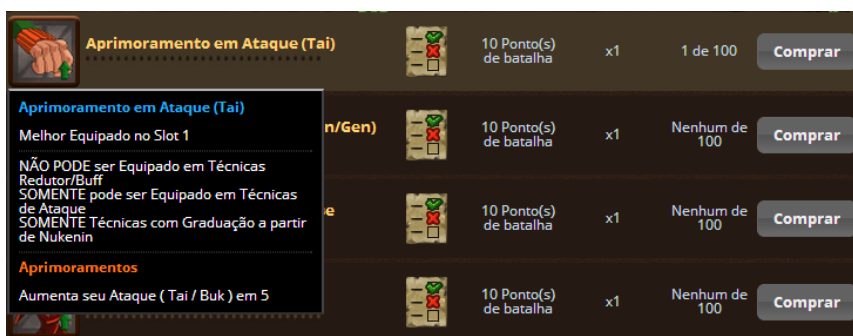 Aprimoramento em Ataque (Tai)
10 Ponto(s)
de batalha
x1
1 de 100
Comprar
Aprimoramento em Ataque (Tai)
Melhor Equipado no Slot 1
NÃO PODE ser Equipado em Técnicas
Redutor/Buff
SOMENTE pode ser Equipado em Técnicas
de Ataque
SOMENTE Técnicas com Graduação a partir
de Nukenin
Aprimoramentos
Aumenta seu Ataque ( Tai / Buk ) em 5
n/Gen)
10 Ponto(s)
de batalha
x1
Nenhum de
100
Comprar
10 Ponto(s)
de batalha
x1
Nenhum de
100
Comprar
10 Ponto(s)
de batalha
x1
Nenhum de
100
Comprar